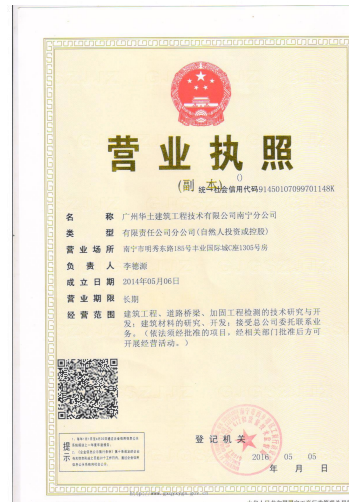 营业执照
(副 本)
()
统一社会信用代码91450107099701148K
名 称 广州华土建筑工程技术有限公司南宁分公司
类 型 有限责任公司分公司(自然人投资或控股)
营业场所 南宁市明秀东路185号丰业国际城C座1305号房
负 责 人 李德源
成立日期 2014年05月06日
营业期限 长期
经营范围 建筑工程、道路桥梁、加固工程检测的技术研究与开
发;建筑材料的研究、开发;接受总公司委托联系业
务。(依法须经批准的项目,经相关部门批准后方可
开展经营活动。)
提示
登记机关
2016 05 05
年 月 日